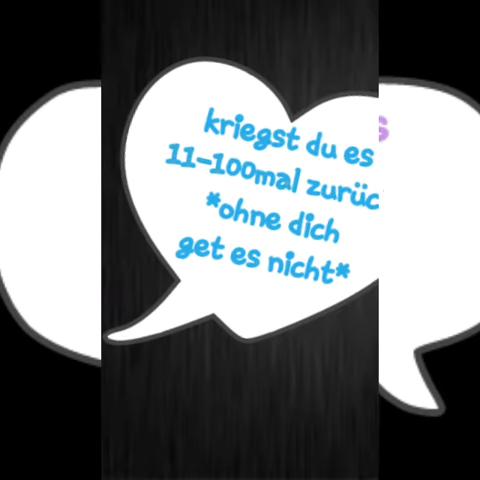 kriegst du es
11-100mal zurüc
*ohne dich
get es nicht*
s